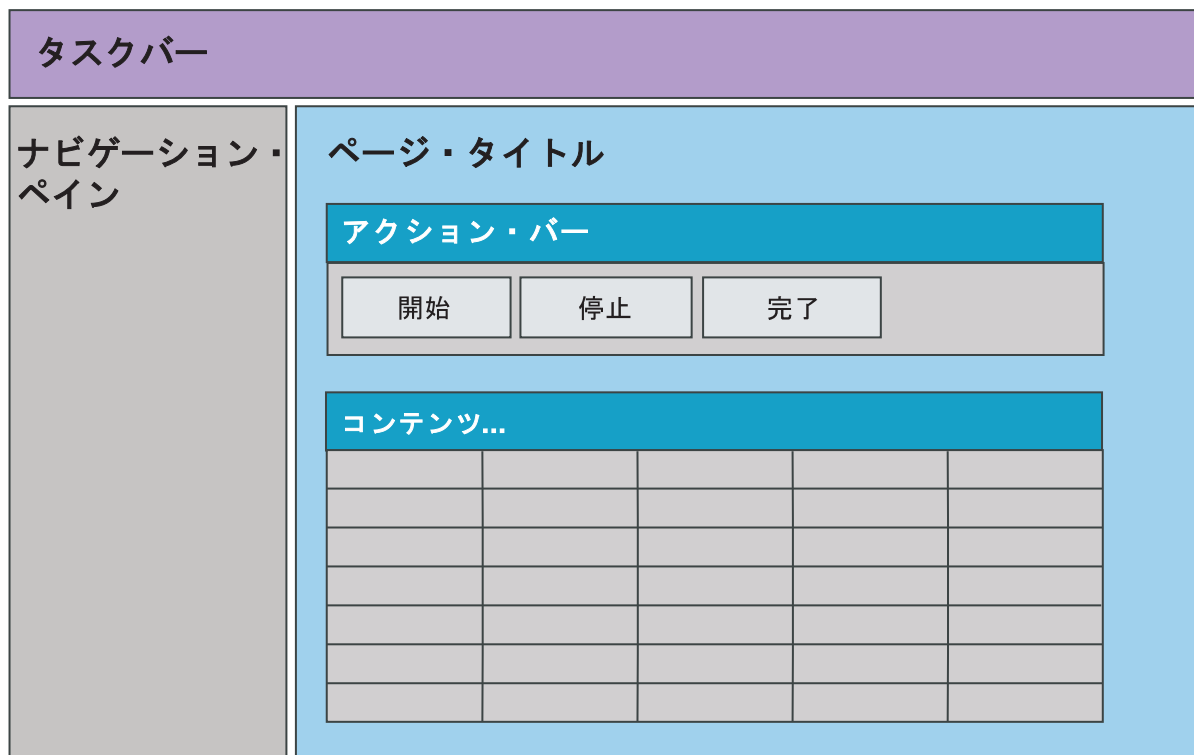 タスクバー
ナビゲーション・
ペイン
ページ・タイトル
アクション・バー
開始
停止
完了
コンテンツ...